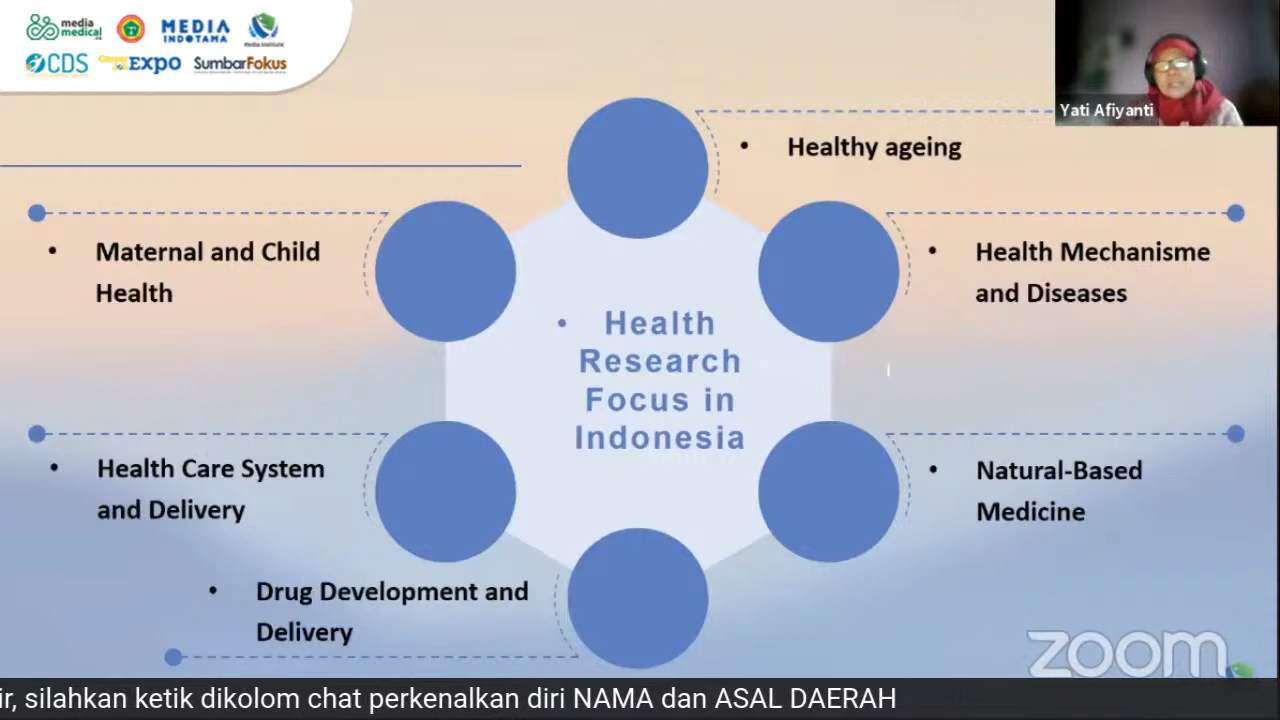 media
medical
MEDIA
INDOTAMA
Media Institute
CDS
EXPO
SumbarFokus
Yati Afiyanti
• Healthy ageing
• Maternal and Child
Health
• Health Mechanisme
and Diseases
• Health
Research
Focus in
Indonesia
• Health Care System
and Delivery
• Natural-Based
Medicine
• Drug Development and
Delivery
zoom
ir, silahkan ketik dikolom chat perkenalkan diri NAMA dan ASAL DAERAH